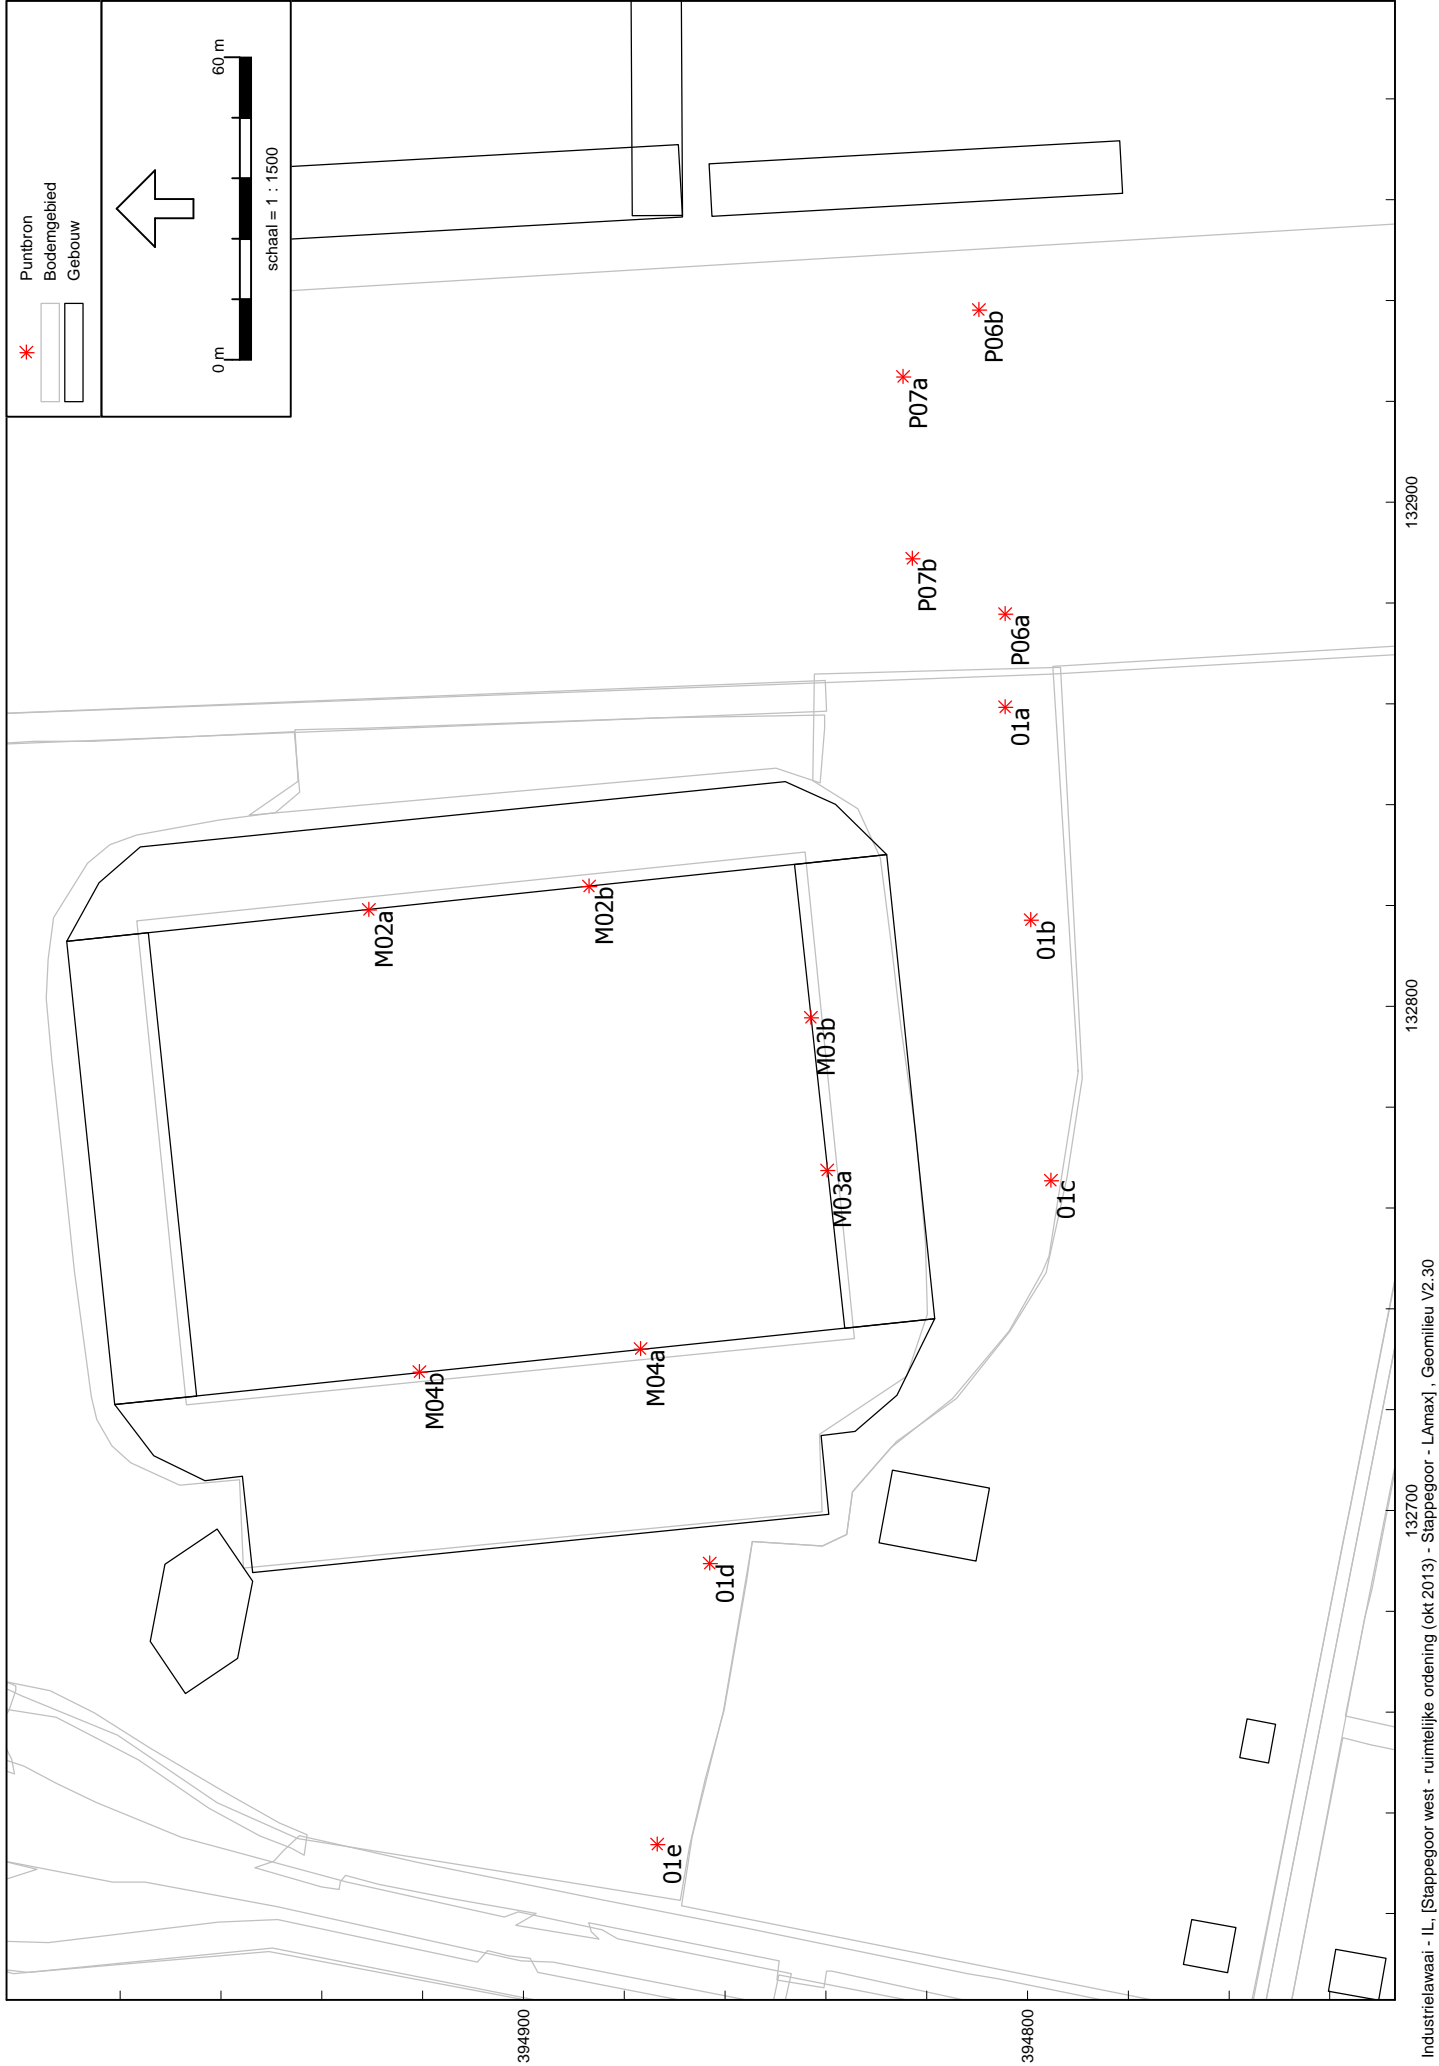 Puntbron
Bodemgebied
Gebouw
0 m
60 m
schaal = 1 : 1500
P06b
P07a
P07b
P06a
01a
M02a
M02b
01b
M03b
M03a
01c
M04b
M04a
01d
01e
132900
132800
132700
394900
394800
Industrielawaai - IL, [Stappegoor west - ruimtelijke ordening (okt 2013) - Stappegoor - LAmax] , Geomilieu V2.30